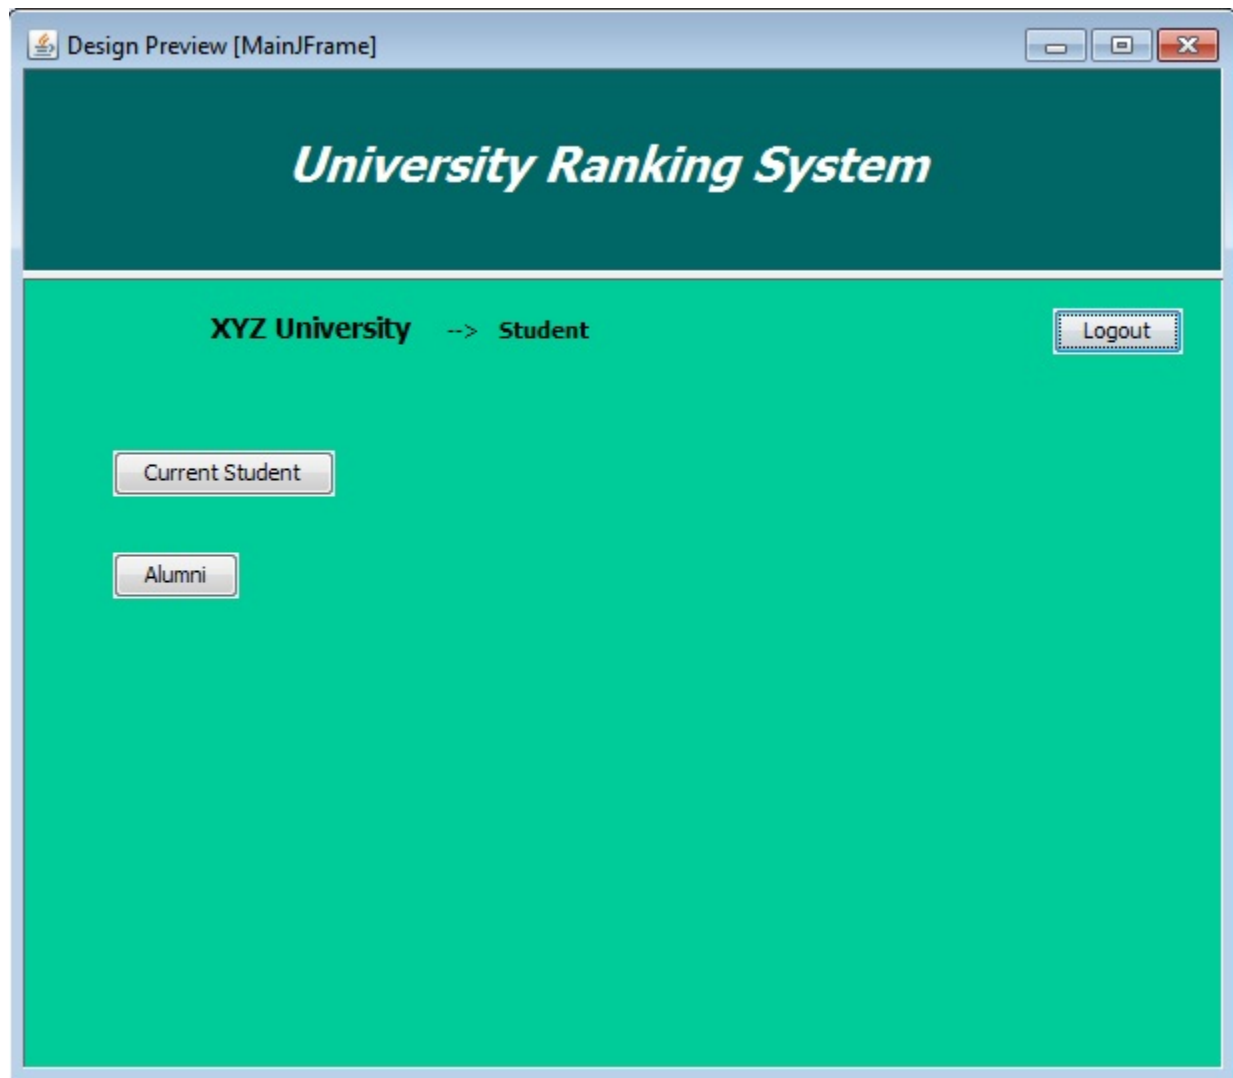 Design Preview [MainJFrame]
University Ranking System
XYZ University --> Student
Logout
Current Student
Alumni